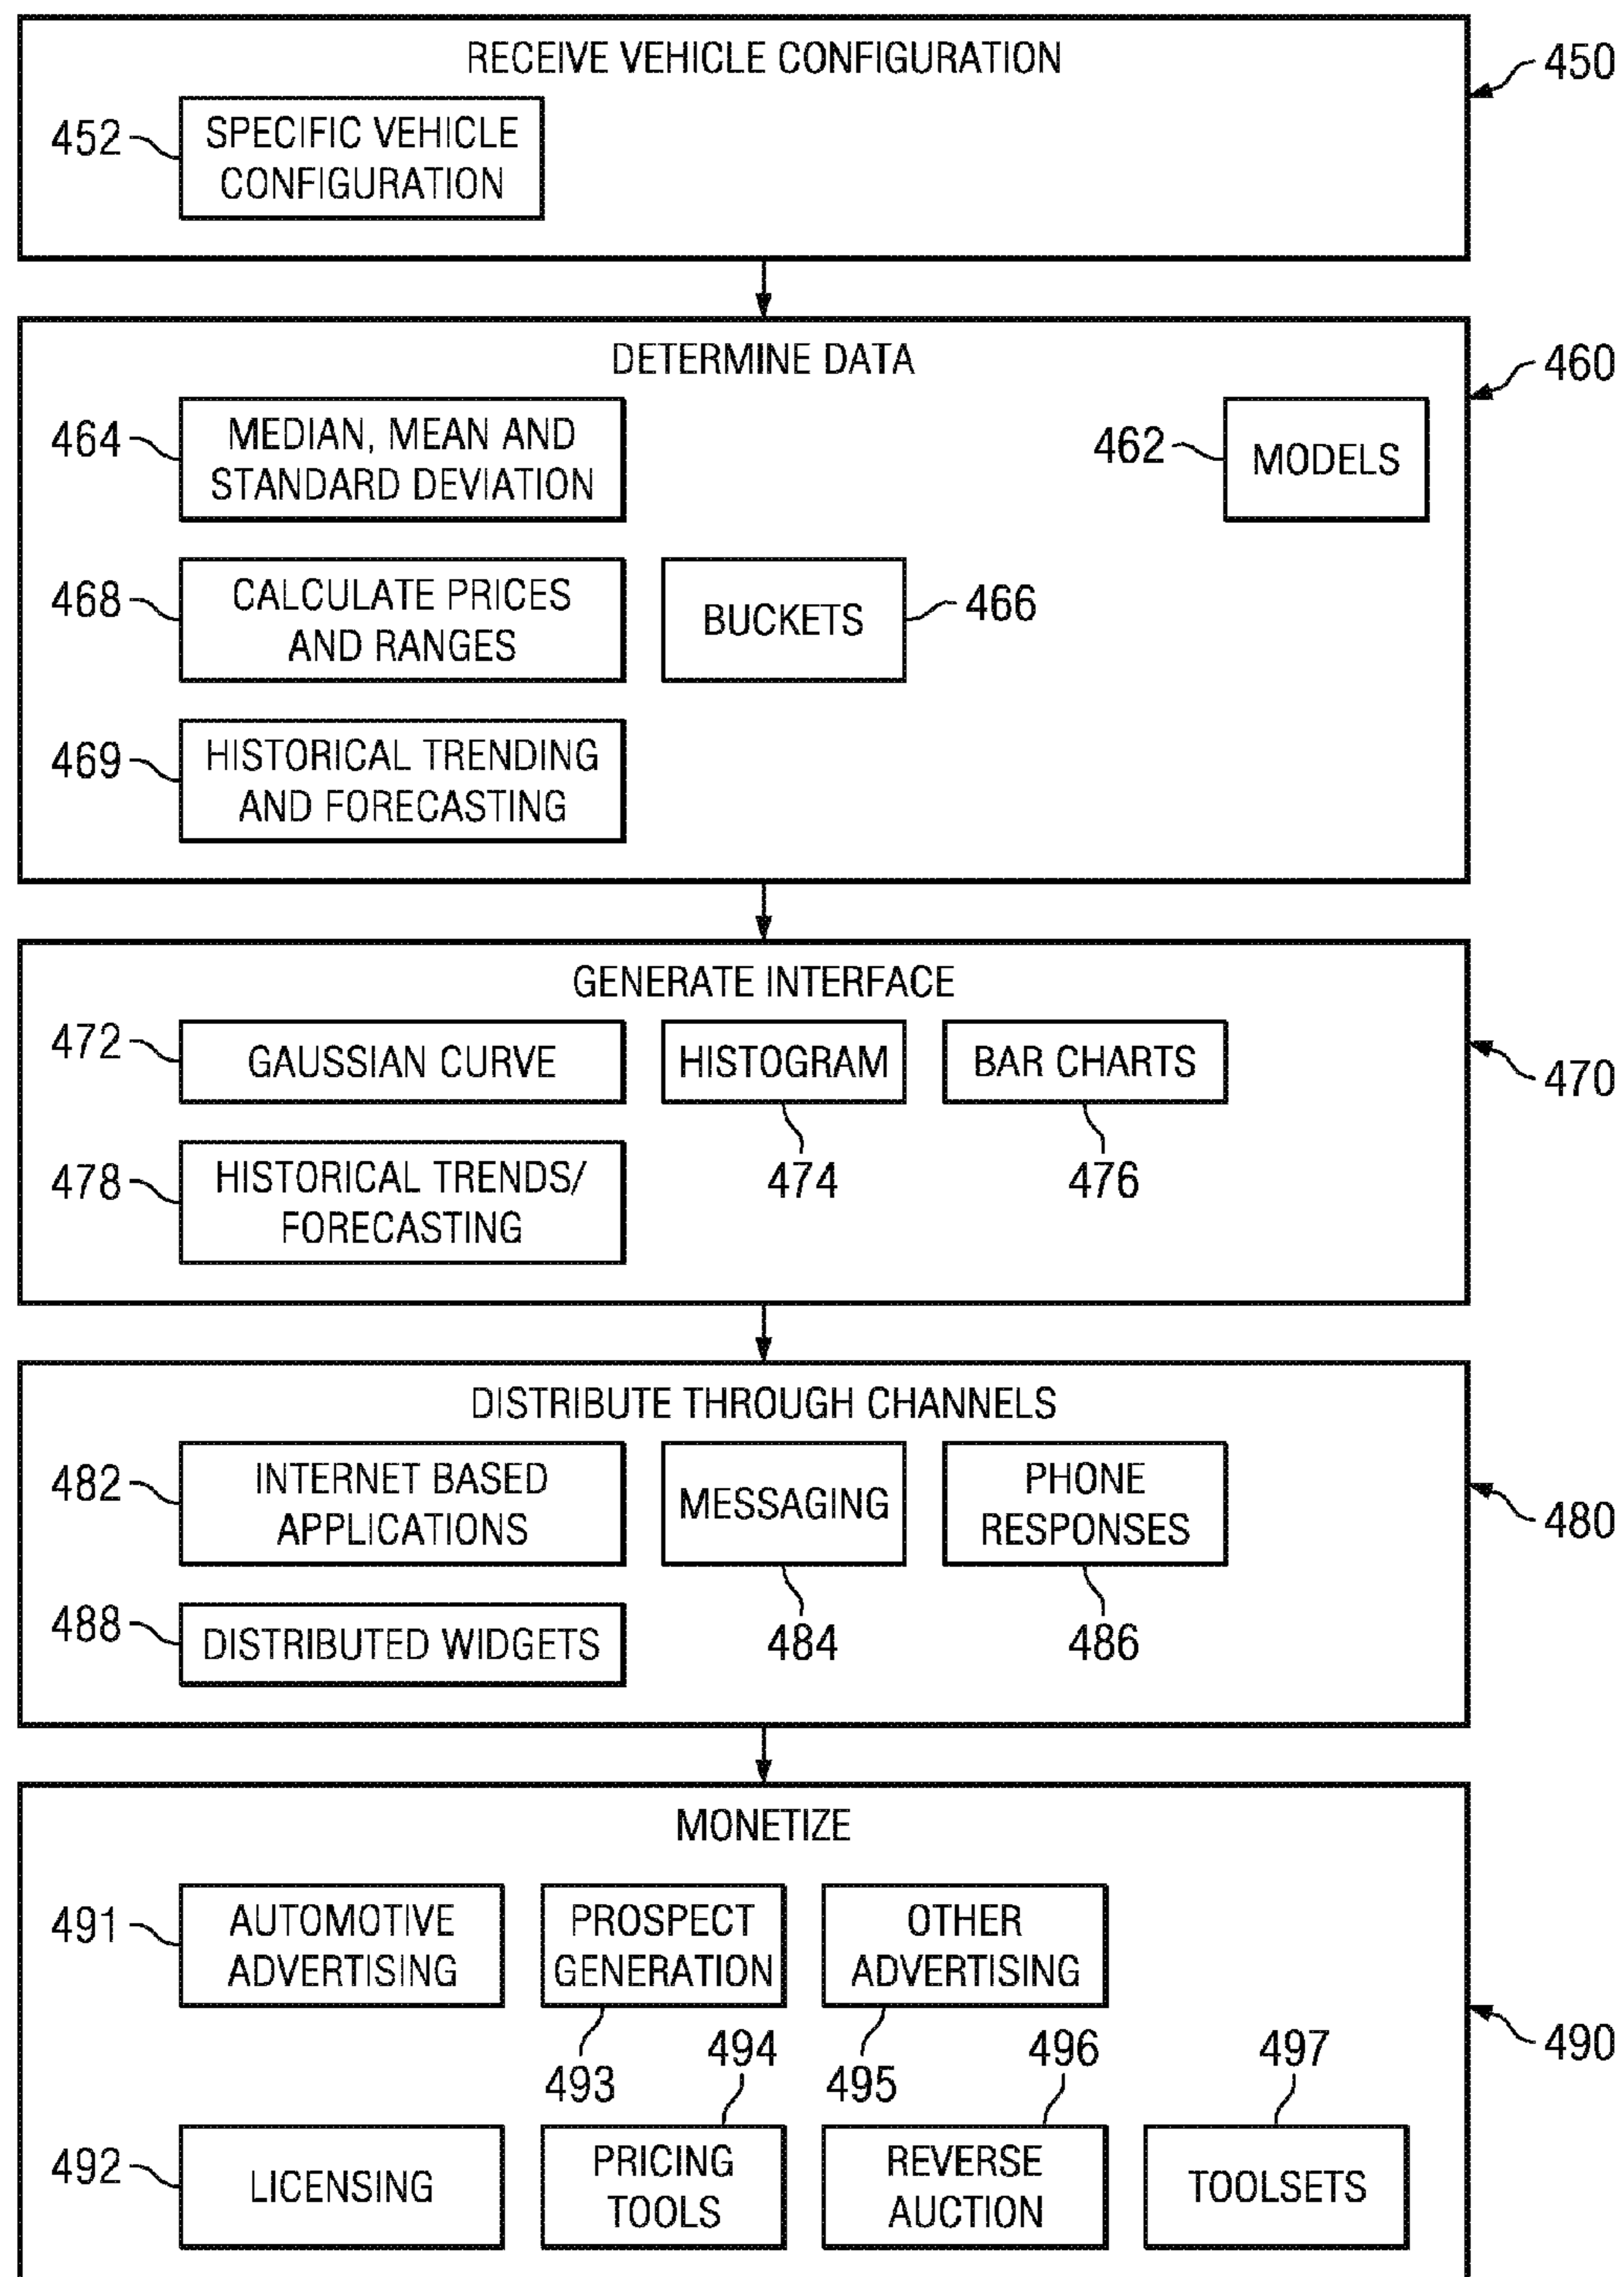 RECEIVE VEHICLE CONFIGURATION
450
452
SPECIFIC VEHICLE
CONFIGURATION
DETERMINE DATA
460
464
MEDIAN, MEAN AND
STANDARD DEVIATION
462
MODELS
468
CALCULATE PRICES
AND RANGES
BUCKETS
466
469
HISTORICAL TRENDING
AND FORECASTING
GENERATE INTERFACE
470
472
GAUSSIAN CURVE
HISTOGRAM
BAR CHARTS
474
476
478
HISTORICAL TRENDS/
FORECASTING
DISTRIBUTE THROUGH CHANNELS
480
482
INTERNET BASED
APPLICATIONS
MESSAGING
PHONE
RESPONSES
484
486
488
DISTRIBUTED WIDGETS
MONETIZE
490
491
AUTOMOTIVE
ADVERTISING
PROSPECT
GENERATION
OTHER
ADVERTISING
493
494
495
496
497
492
LICENSING
PRICING
TOOLS
REVERSE
AUCTION
TOOLSETS